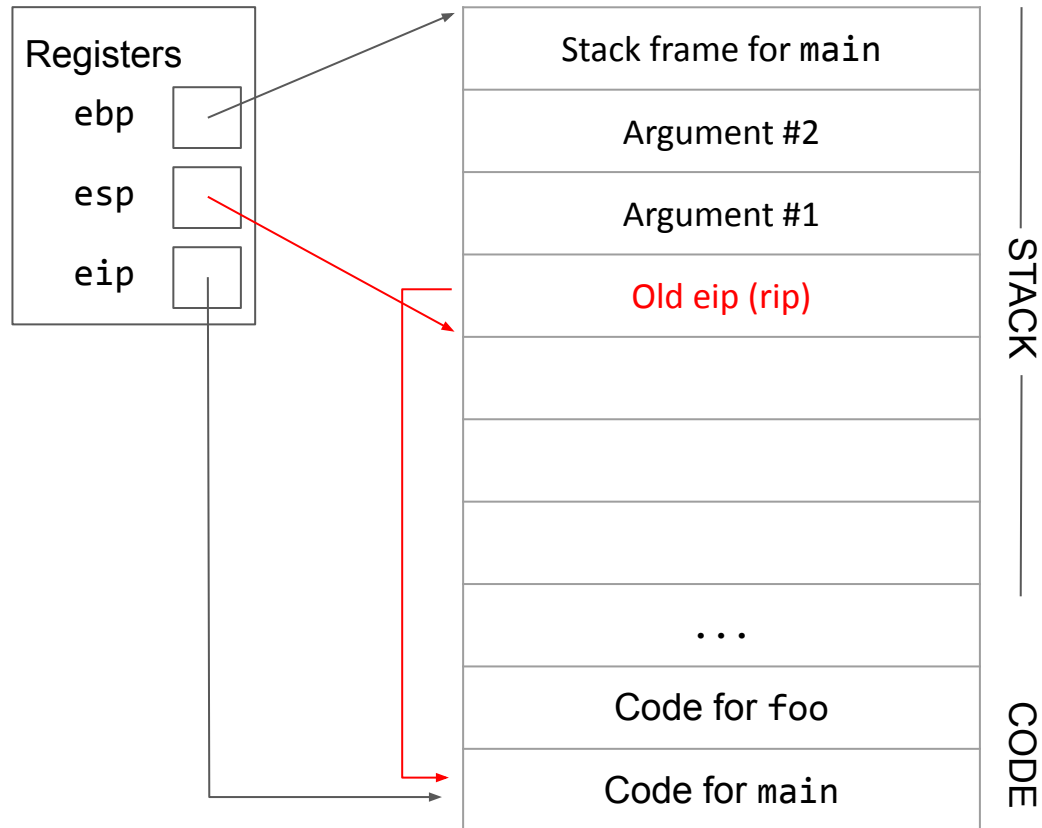 Registers
ebp
esp
eip
Stack frame for main
Argument #2
Argument #1
Old eip (rip)
...
Code for foo
Code for main
STACK
CODE